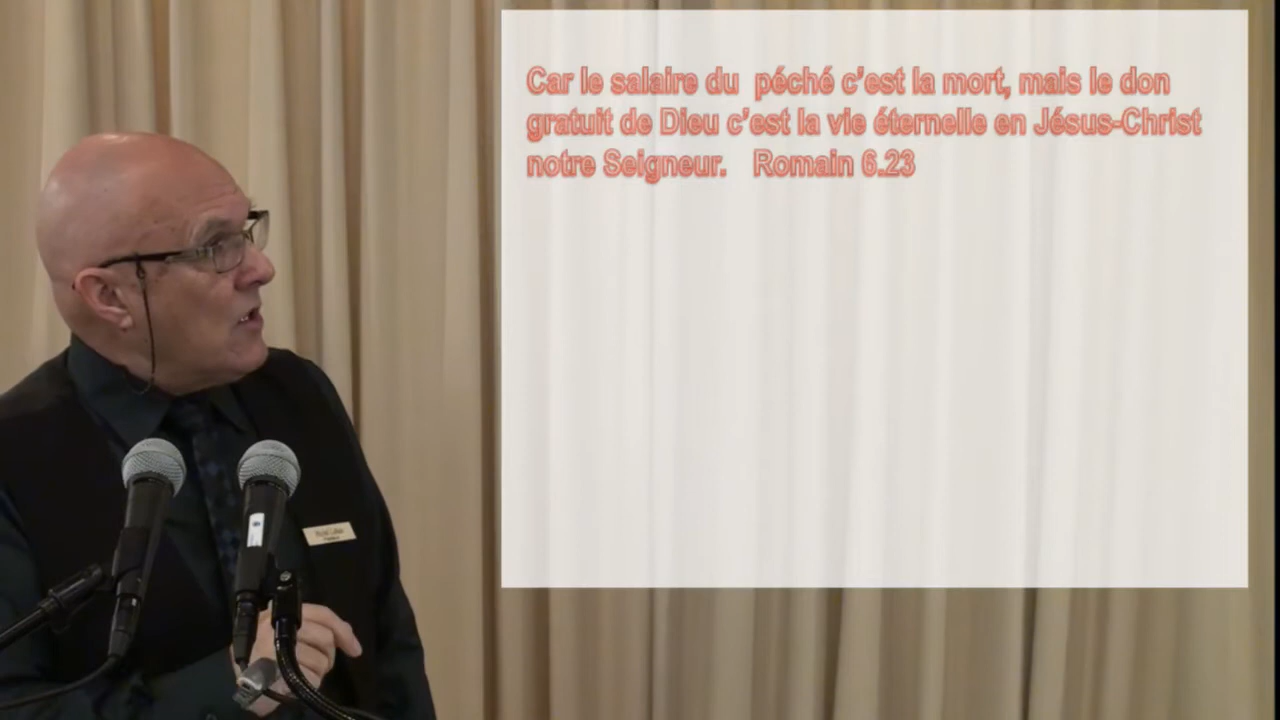 Car le salaire du péché c'est la mort, mais le don
gratuit de Dieu c'est la vie éternelle en Jésus-Christ
notre Seigneur. Romain 6.23